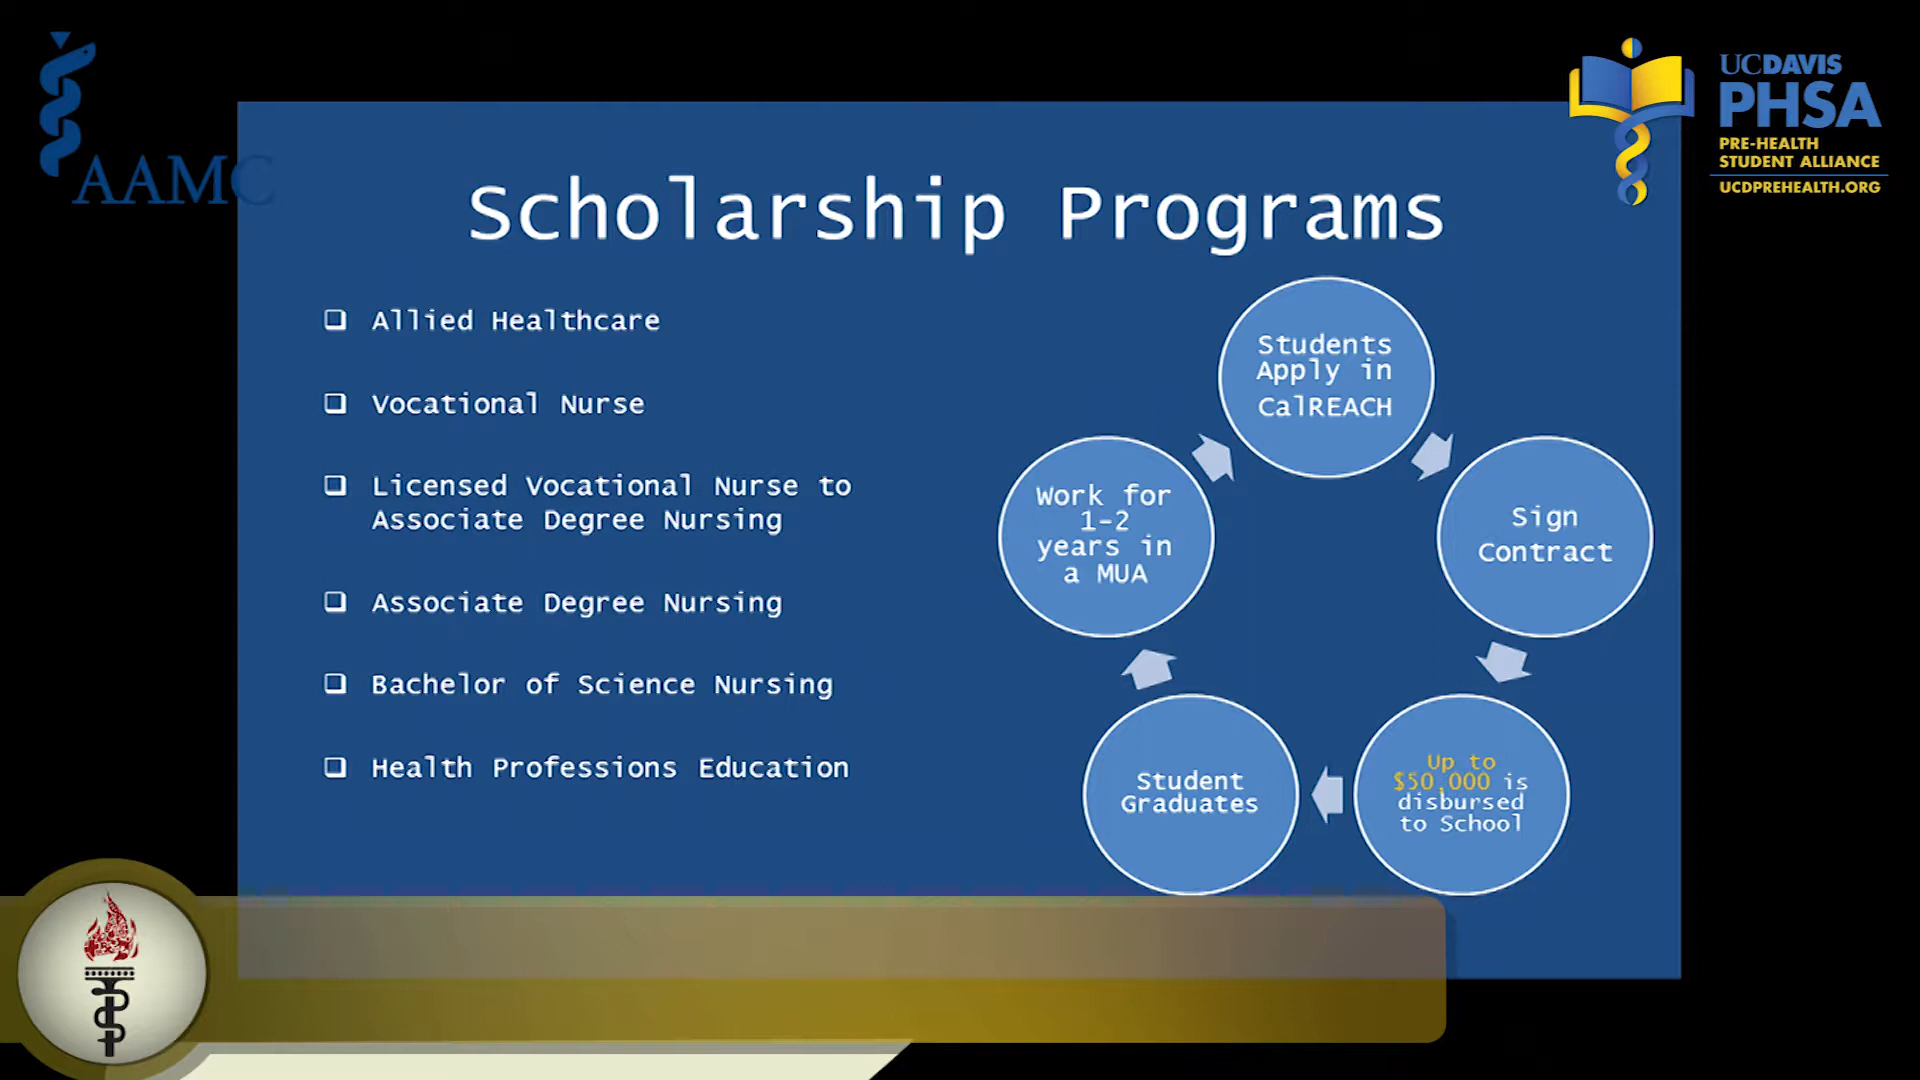 AAMC
UCDAVIS
PHSA
PRE-HEALTH
STUDENT ALLIANCE
UCDPREHEALTH.ORG
Scholarship Programs
Allied Healthcare
Vocational Nurse
Licensed Vocational Nurse to
Associate Degree Nursing
Associate Degree Nursing
Bachelor of Science Nursing
Health Professions Education
Students
Apply in
CalREACH
Sign
Contract
Up to
$50,000 is
disbursed
to School
Student
Graduates
Work for
1-2
years in
a MUA